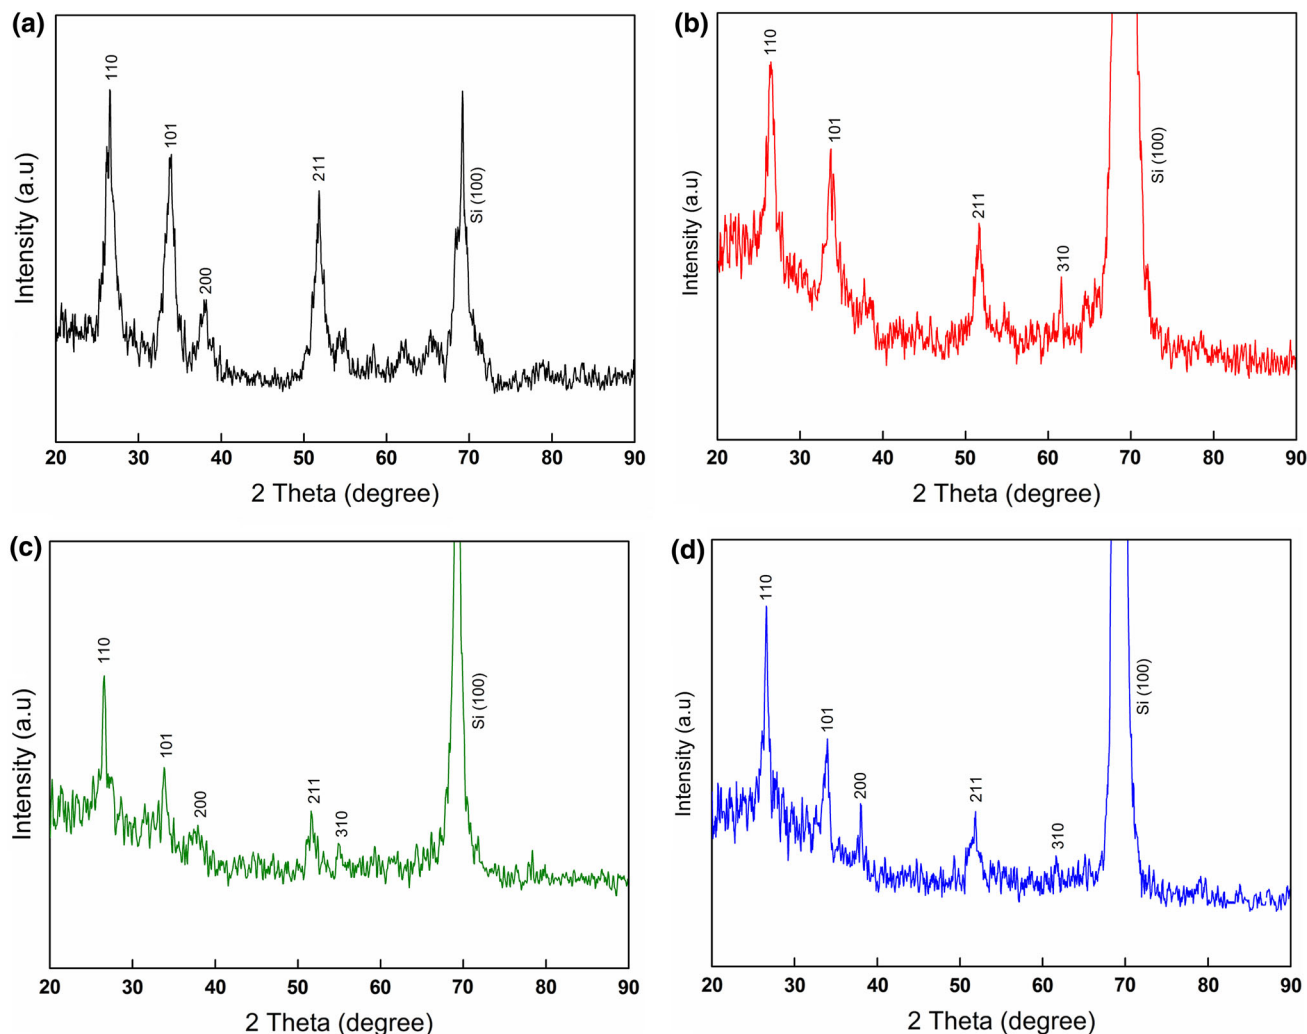 (a)
110
101
200
211
Si (100)
Intensity (a.u)
20 30 40 50 60 70 80 90
2 Theta (degree)
(b)
110
101
211
310
Si (100)
Intensity (a.u)
20 30 40 50 60 70 80 90
2 Theta (degree)
(c)
110
101
200
211
310
Si (100)
Intensity (a.u)
20 30 40 50 60 70 80 90
2 Theta (degree)
(d)
110
101
200
211
310
Si (100)
Intensity (a.u)
20 30 40 50 60 70 80 90
2 Theta (degree)